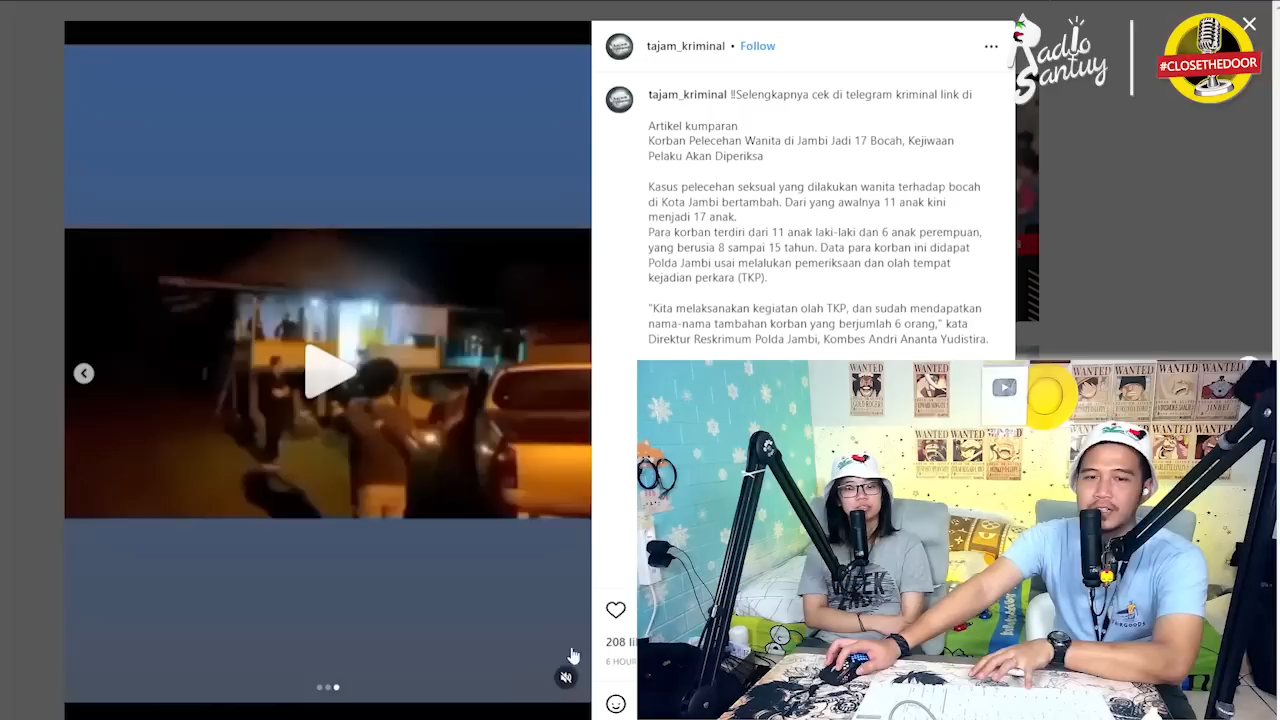 tajam_kriminal • Follow
Radio Santuy
#CLOSETHEDOOR
tajam_kriminal ‼Selengkapnya cek di telegram kriminal link di
Artikel kumparan
Korban Pelecehan Wanita di Jambi Jadi 17 Bocah, Kejiwaan
Pelaku Akan Diperiksa
Kasus pelecehan seksual yang dilakukan wanita terhadap bocah
di Kota Jambi bertambah. Dari yang awalnya 11 anak kini
menjadi 17 anak.
Para korban terdiri dari 11 anak laki-laki dan 6 anak perempuan,
yang berusia 8 sampai 15 tahun. Data para korban ini didapat
Polda Jambi usai melalukan pemeriksaan dan olah tempat
kejadian perkara (TKP).
"Kita melaksanakan kegiatan olah TKP, dan sudah mendapatkan
nama-nama tambahan korban yang berjumlah 6 orang," kata
Direktur Reskrimum Polda Jambi, Kombes Andri Ananta Yudistira.
WANTED
WANTED
WANTED
WANTED
WANTED
WANTED
WANTED
WEEK
208
6 HOUR